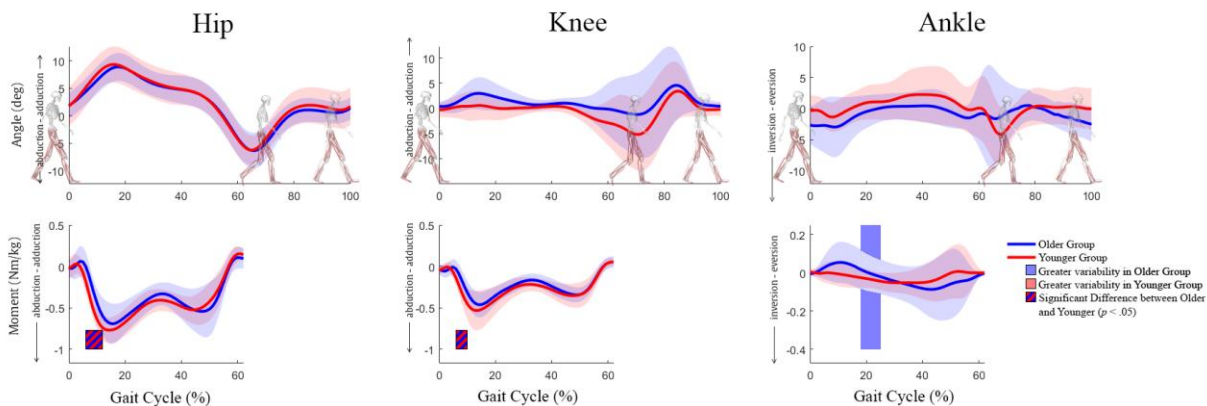 Hip
Knee
Ankle
Angle (deg)
abduction - adduction
10
5
0
-5
-10
0 20 40 60 80 100
abduction - adduction
10
5
0
-5
-10
0 20 40 60 80 100
inversion - eversion
10
5
0
-5
-10
0 20 40 60 80 100
Moment (Nm/kg)
abduction - adduction
0.5
0
-0.5
-1
0 20 40 60
Gait Cycle (%)
abduction - adduction
0.5
0
-0.5
-1
0 20 40 60
Gait Cycle (%)
inversion - eversion
0.2
0
-0.2
-0.4
0 20 40 60
Gait Cycle (%)
Older Group
Younger Group
Greater variability in Older Group
Greater variability in Younger Group
Significant Difference between Older
and Younger (p < .05)